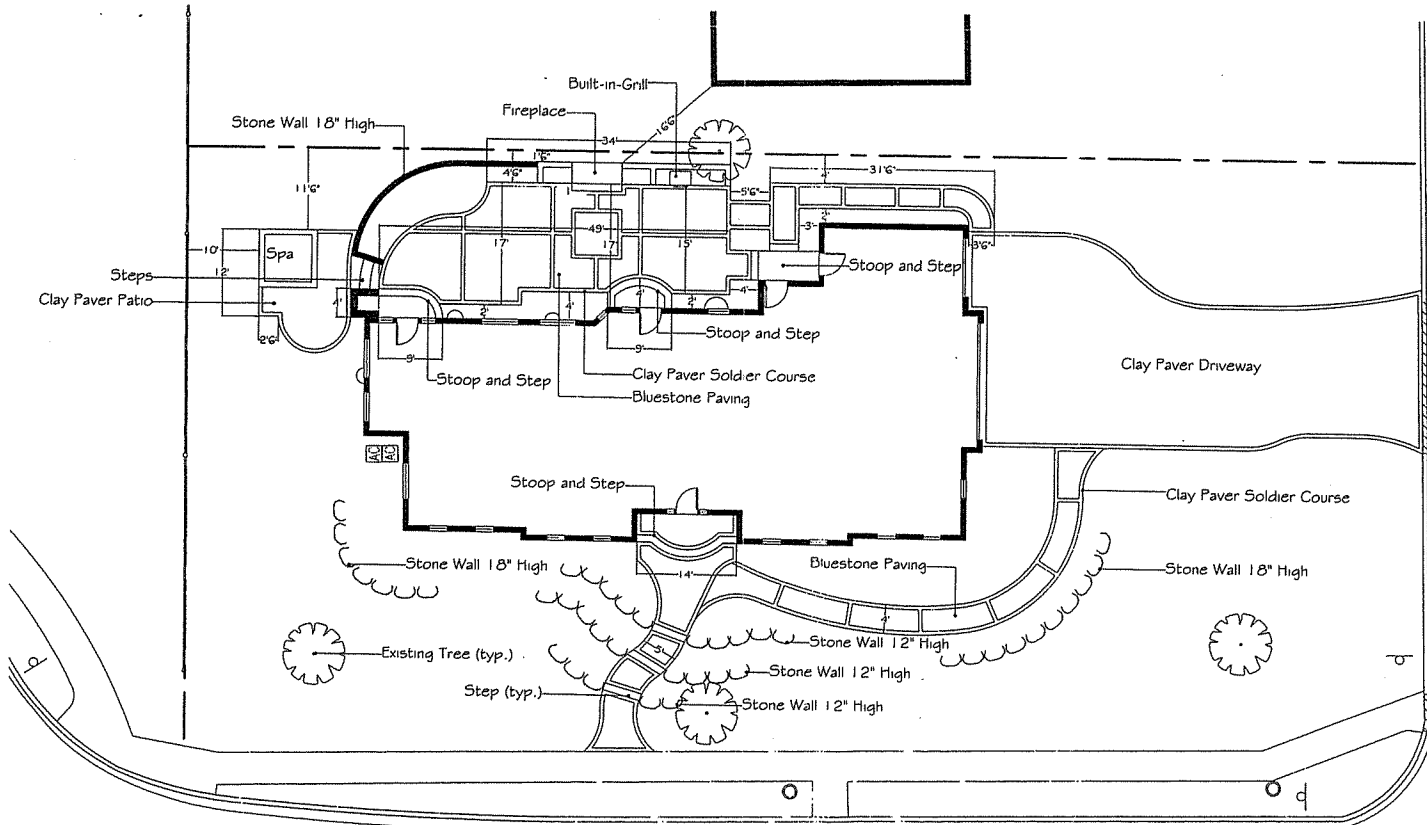 Built-in-Grill
Fireplace
Stone Wall 18" High
16'6"
34'
1'6"
4'6"
31'6"
4'
11'6"
5'6"
2'
3'
3'6"
49'
17'
17'
15'
10'
12'
Spa
Steps
Stoop and Step
Clay Paver Patio
4'
4'
4'
4'
2'
2'
2'6"
9'
9'
Stoop and Step
Stoop and Step
Clay Paver Soldier Course
Bluestone Paving
Clay Paver Driveway
AC
AC
Stoop and Step
Clay Paver Soldier Course
Stone Wall 18" High
14'
Bluestone Paving
Stone Wall 18" High
4'
5'
Stone Wall 12" High
Existing Tree (typ.)
Stone Wall 12" High
Step (typ.)
Stone Wall 12" High